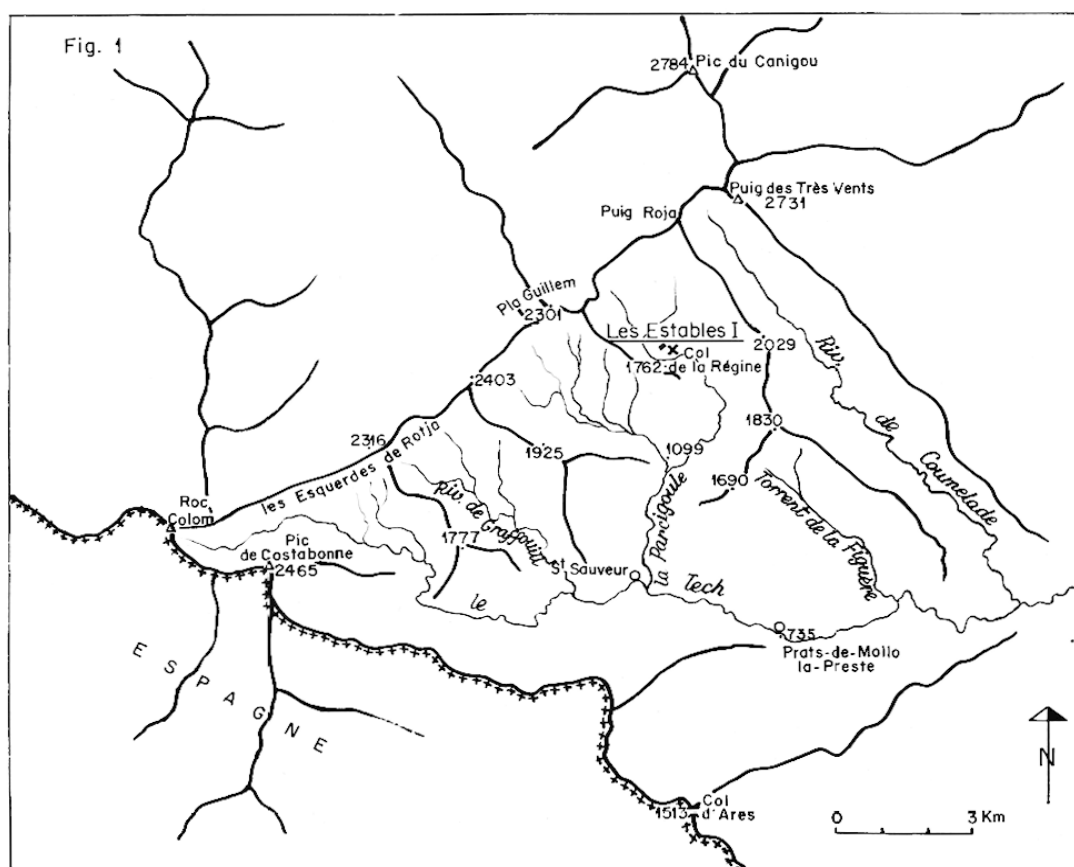 Fig. 1
2784 Pic du Canigou
Puig des Très Vents
2731
Puig Roja
Pla Guillem
2301
Les Estables I
Col
1762 de la Régine
2029
Riv.
de
Coumelade
2403
2316
les Esquerdes de Rotja
1925
1099
1830
1690
Torrent de la Figuère
Riv. de Graffouil
la Parcigoule
Roc
Colom
Pic
de Costabonne
2465
1777
St Sauveur
le
Tech
735
Prats-de-Mollo
la-Preste
ESPAGNE
N
1513
Col
d'Ares
0 3 Km